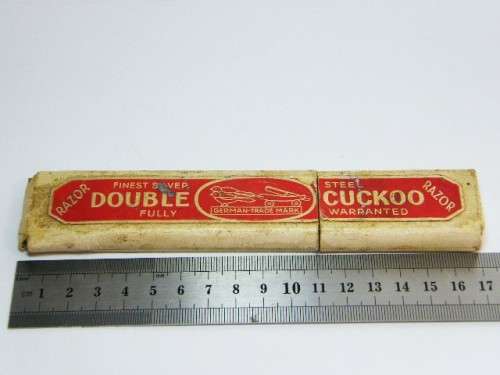 RAZOR
FINEST SILVER STEEL
DOUBLE CUCKOO
FULLY WARRANTED
GERMAN-TRADE MARK
RAZOR
CM 1 2 3 4 5 6 7 8 9 10 11 12 13 14 15 16 17